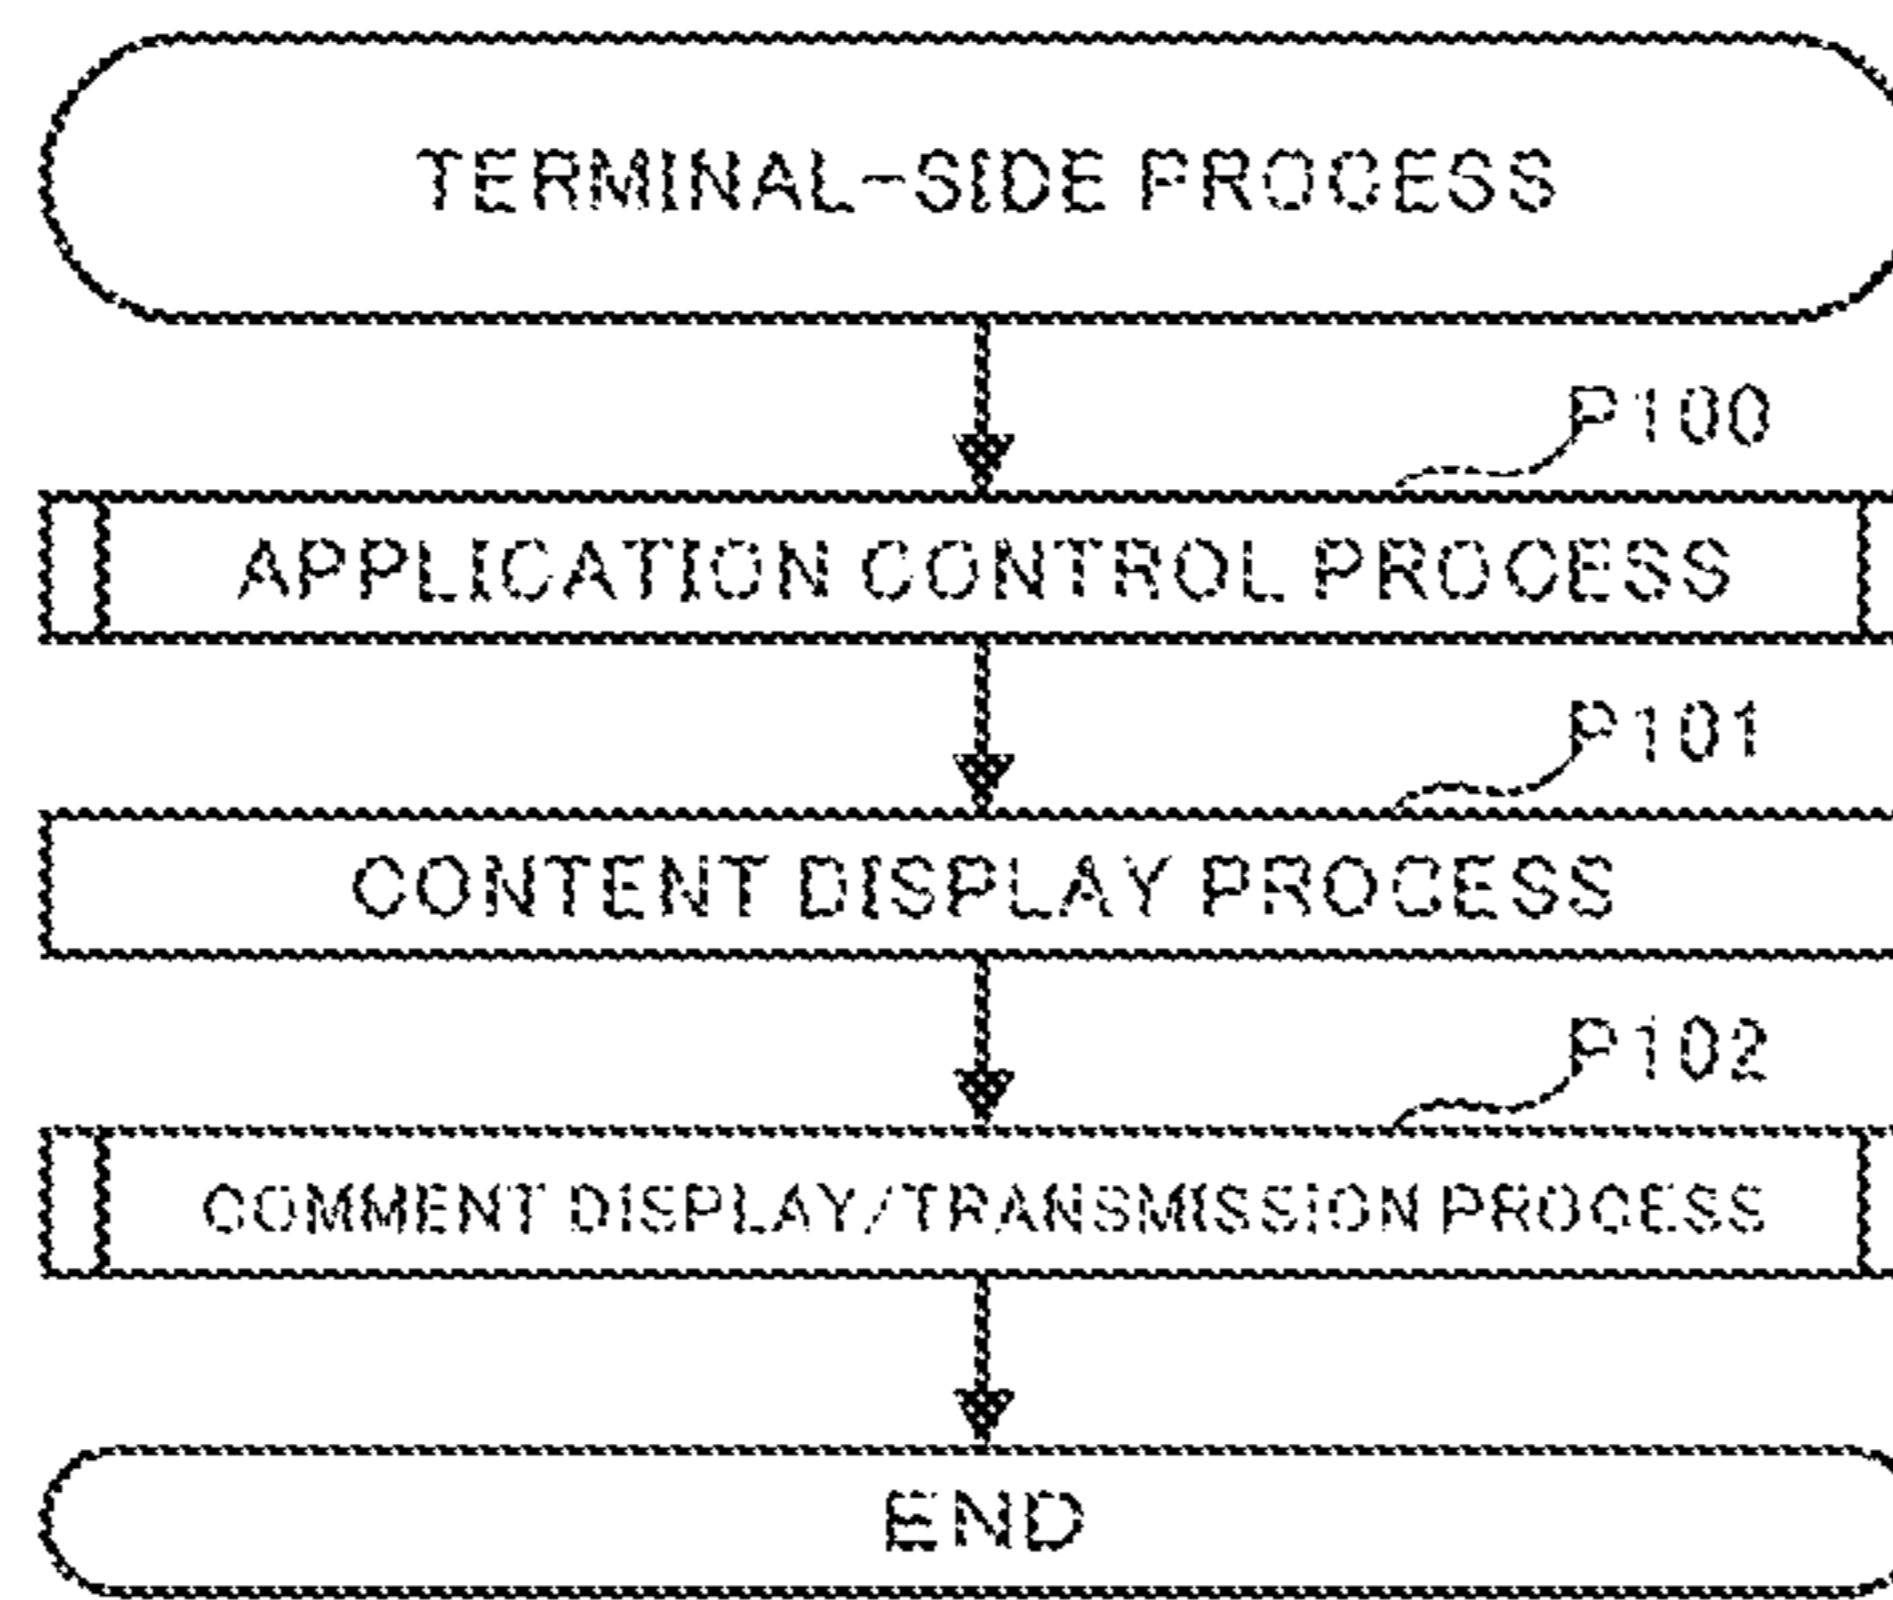 TERMINAL-SIDE PROCESS
P100
APPLICATION CONTROL PROCESS
P101
CONTENT DISPLAY PROCESS
P102
COMMENT DISPLAY/TRANSMISSION PROCESS
END